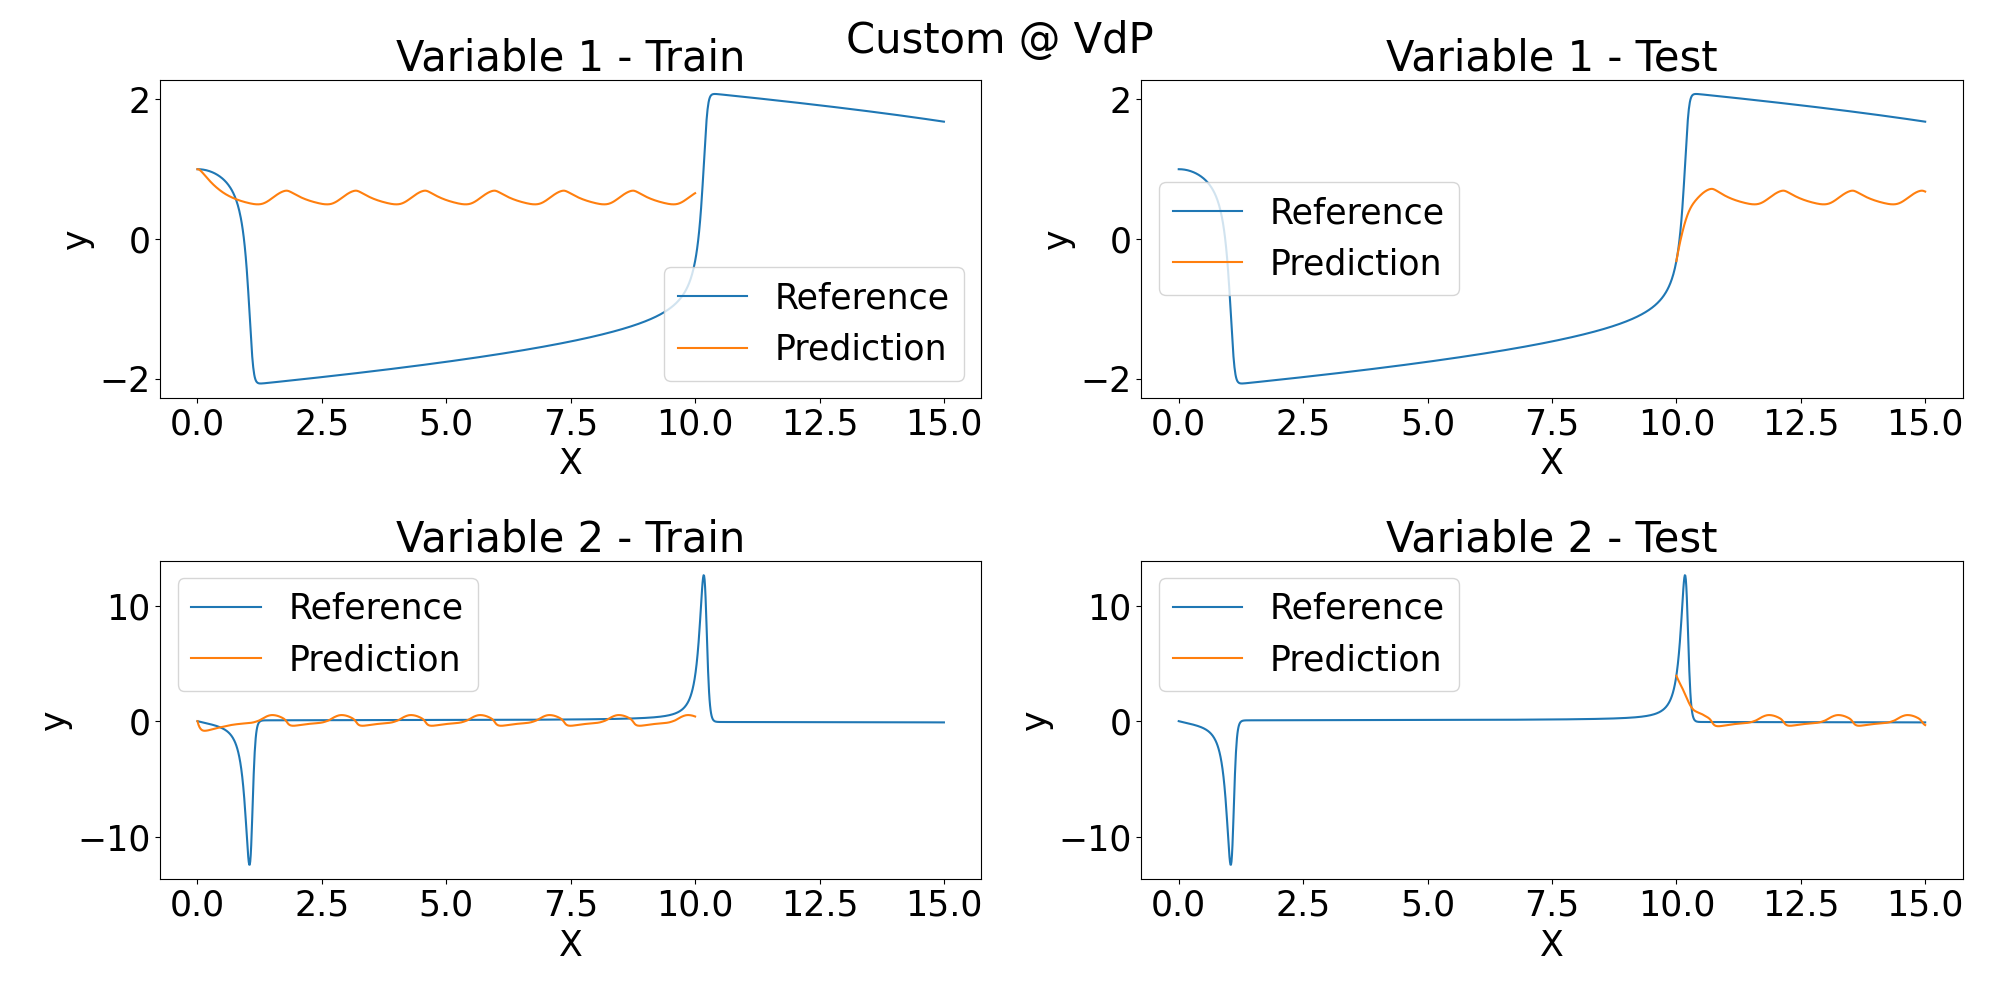 Custom @ VdP
Variable 1 - Train
2
0
−2
y
0.0 2.5 5.0 7.5 10.0 12.5 15.0
X
Reference
Prediction
Variable 1 - Test
2
0
−2
y
0.0 2.5 5.0 7.5 10.0 12.5 15.0
X
Reference
Prediction
Variable 2 - Train
10
0
−10
y
0.0 2.5 5.0 7.5 10.0 12.5 15.0
X
Reference
Prediction
Variable 2 - Test
10
0
−10
y
0.0 2.5 5.0 7.5 10.0 12.5 15.0
X
Reference
Prediction